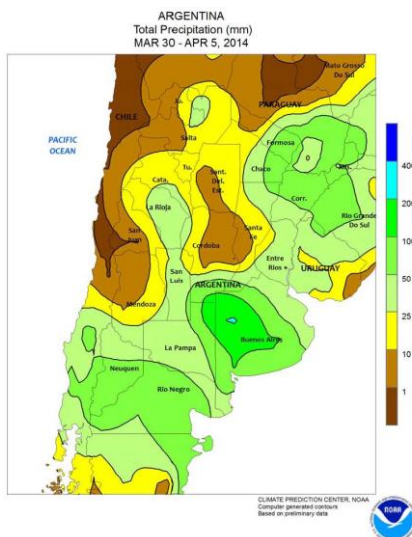 ARGENTINA
Total Precipitation (mm)
MAR 30 - APR 5, 2014
Mato Grosso
Do Sul
PARAGUAY
Ju.
CHILE
PACIFIC
OCEAN
Salta
Formosa
Tu.
Chaco
Sant.
Del.
Est.
Cata.
Corr.
La Rioja
Rio Grande
Do Sul
San
Juan
Santa
Fe
Cordoba
Entre
Rios
URUGUAY
San
Luis
ARGENTINA
Mendoza
Buenos Aires
La Pampa
Neuquen
Rio Negro
400
200
100
50
25
10
1
CLIMATE PREDICTION CENTER, NOAA
Computer generated contours
Based on preliminary data
NOAA